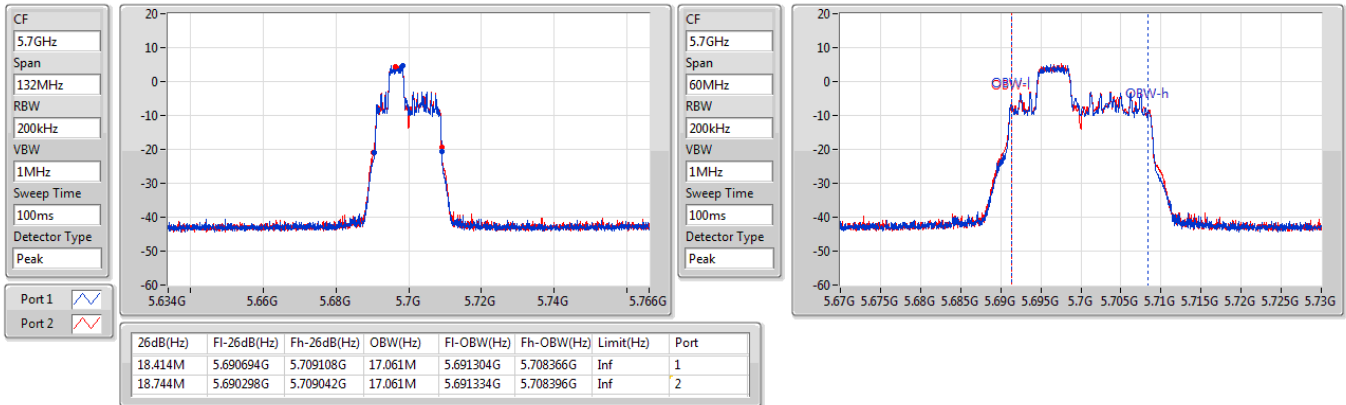 CF
5.7GHz
Span
132MHz
RBW
200kHz
VBW
1MHz
Sweep Time
100ms
Detector Type
Peak
Port 1
Port 2
20
10
0
-10
-20
-30
-40
-50
-60
5.634G 5.66G 5.68G 5.7G 5.72G 5.74G 5.766G
CF
5.7GHz
Span
60MHz
RBW
200kHz
VBW
1MHz
Sweep Time
100ms
Detector Type
Peak
20
10
0
-10
-20
-30
-40
-50
-60
OBW-l
OBW-h
5.67G 5.675G 5.68G 5.685G 5.69G 5.695G 5.7G 5.705G 5.71G 5.715G 5.72G 5.725G 5.73G
26dB(Hz) Fl-26dB(Hz) Fh-26dB(Hz) OBW(Hz) Fl-OBW(Hz) Fh-OBW(Hz) Limit(Hz) Port
18.414M 5.690694G 5.709108G 17.061M 5.691304G 5.708366G Inf 1
18.744M 5.690298G 5.709042G 17.061M 5.691334G 5.708396G Inf 2